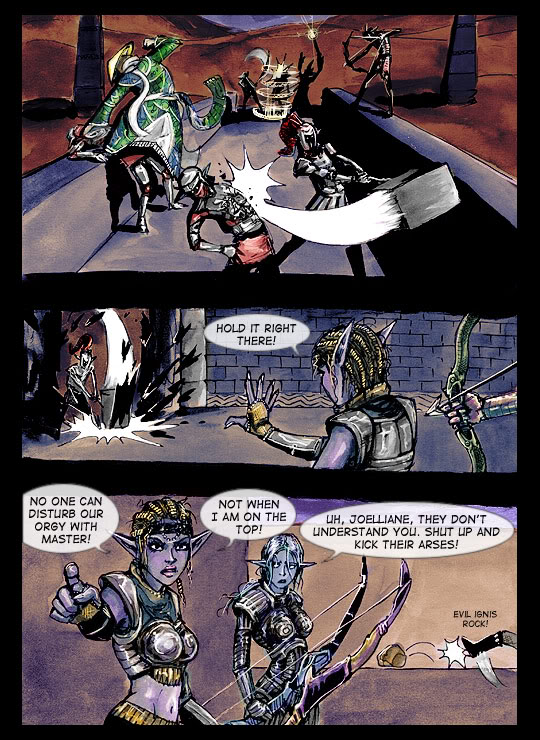 HOLD IT RIGHT
THERE!
NO ONE CAN
DISTURB OUR
ORGY WITH
MASTER!
NOT WHEN
I AM ON THE
TOP!
UH, JOELLIANE, THEY DON'T
UNDERSTAND YOU. SHUT UP AND
KICK THEIR ARSES!
EVIL IGNIS
ROCK!